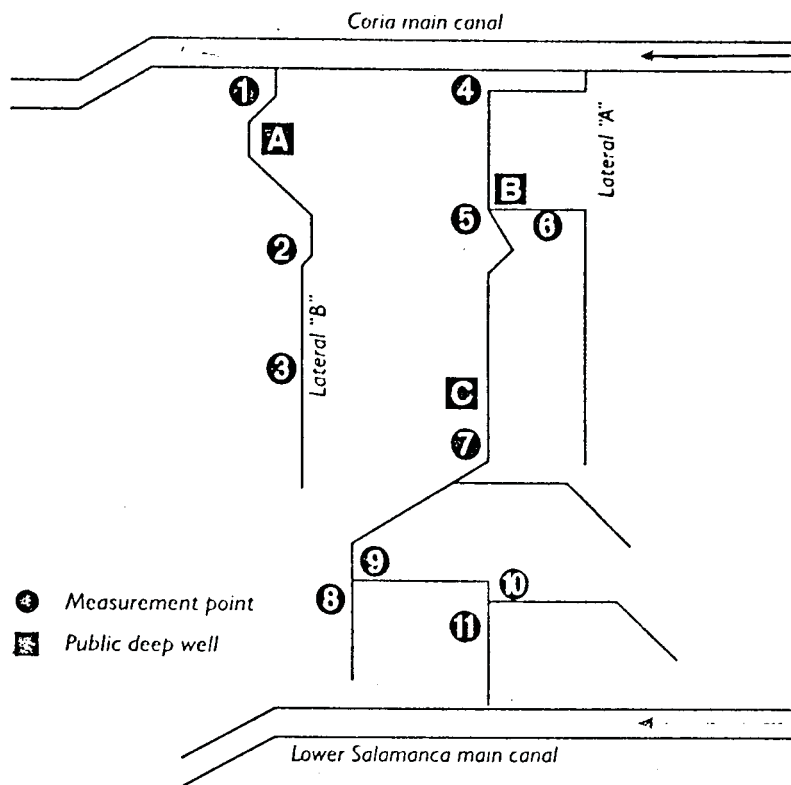 Coria main canal
1
4
A
Lateral "A"
B
5
6
2
Lateral "B"
3
C
7
9
8
10
11
4 Measurement point
Public deep well
Lower Salamanca main canal